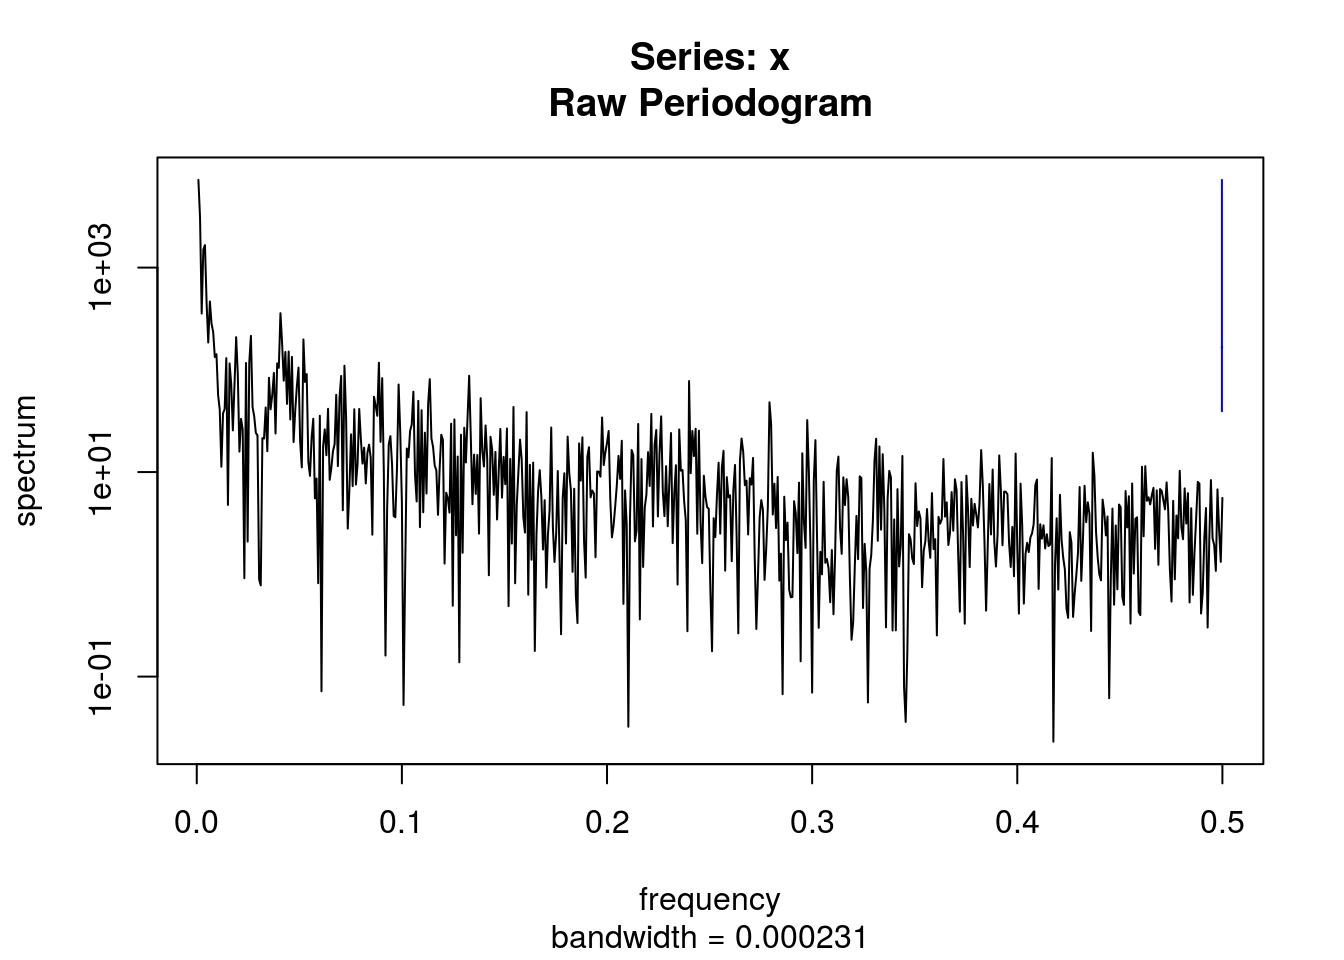 Series: x
Raw Periodogram
spectrum
1e+03
1e+01
1e-01
0.0 0.1 0.2 0.3 0.4 0.5
frequency
bandwidth = 0.000231